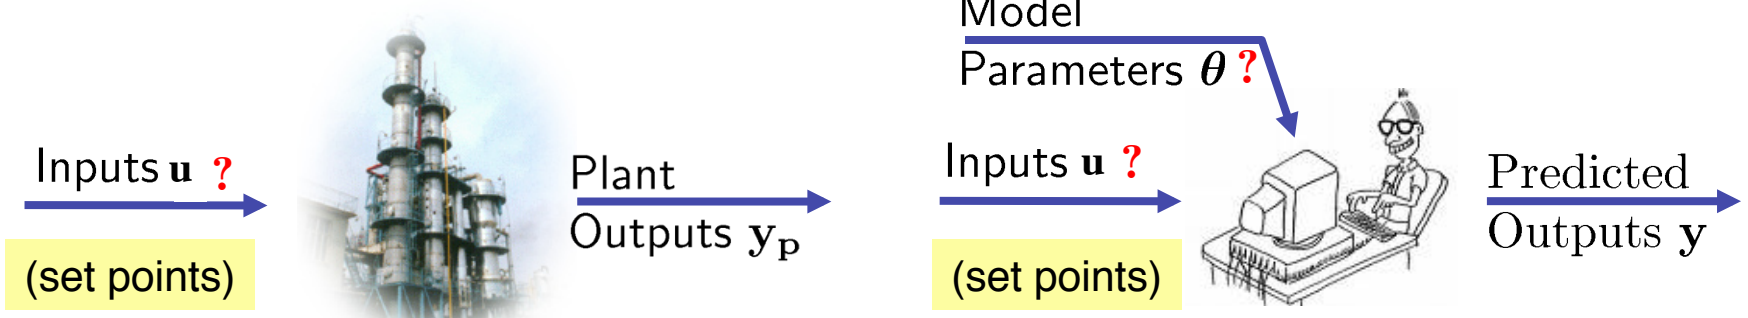 Inputs u ?
(set points)
Plant
Outputs yₚ
Model
Parameters θ ?
Inputs u ?
(set points)
Predicted
Outputs y